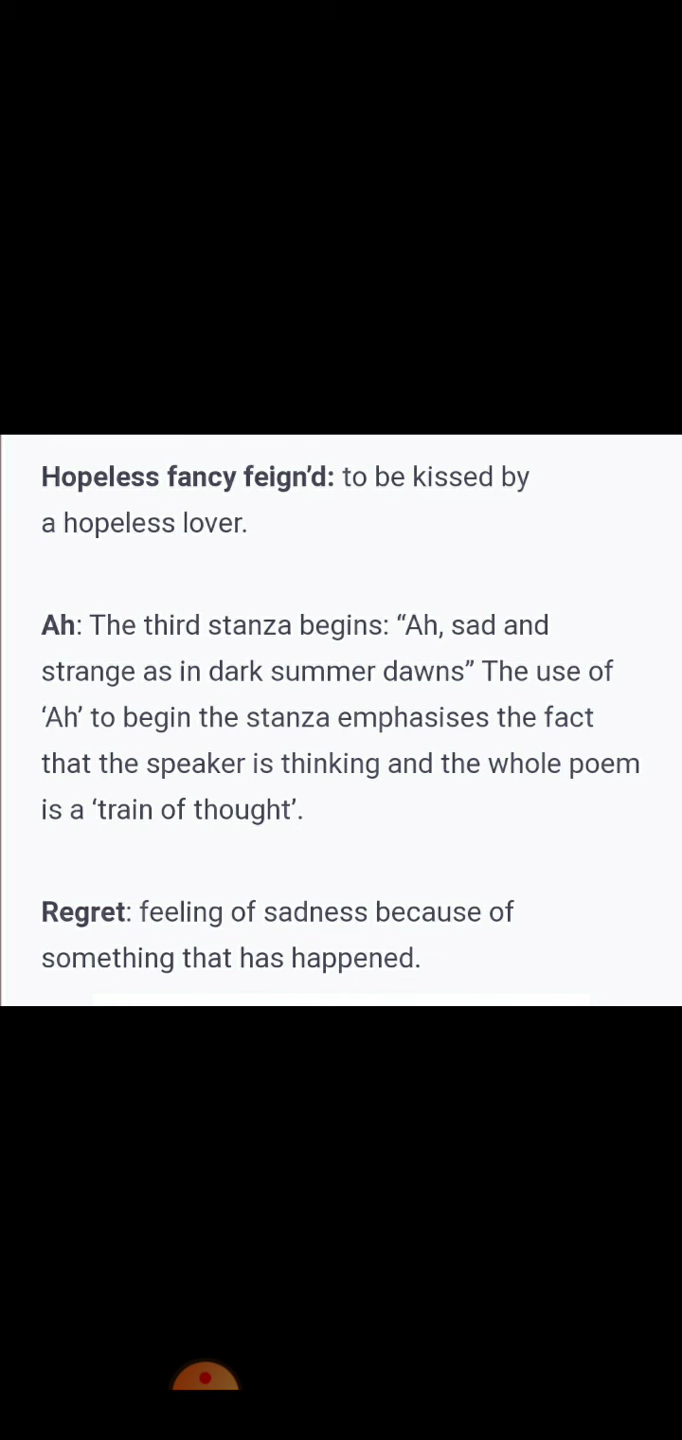 Hopeless fancy feign’d: to be kissed by
a hopeless lover.
Ah: The third stanza begins: “Ah, sad and
strange as in dark summer dawns” The use of
‘Ah’ to begin the stanza emphasises the fact
that the speaker is thinking and the whole poem
is a ‘train of thought’.
Regret: feeling of sadness because of
something that has happened.